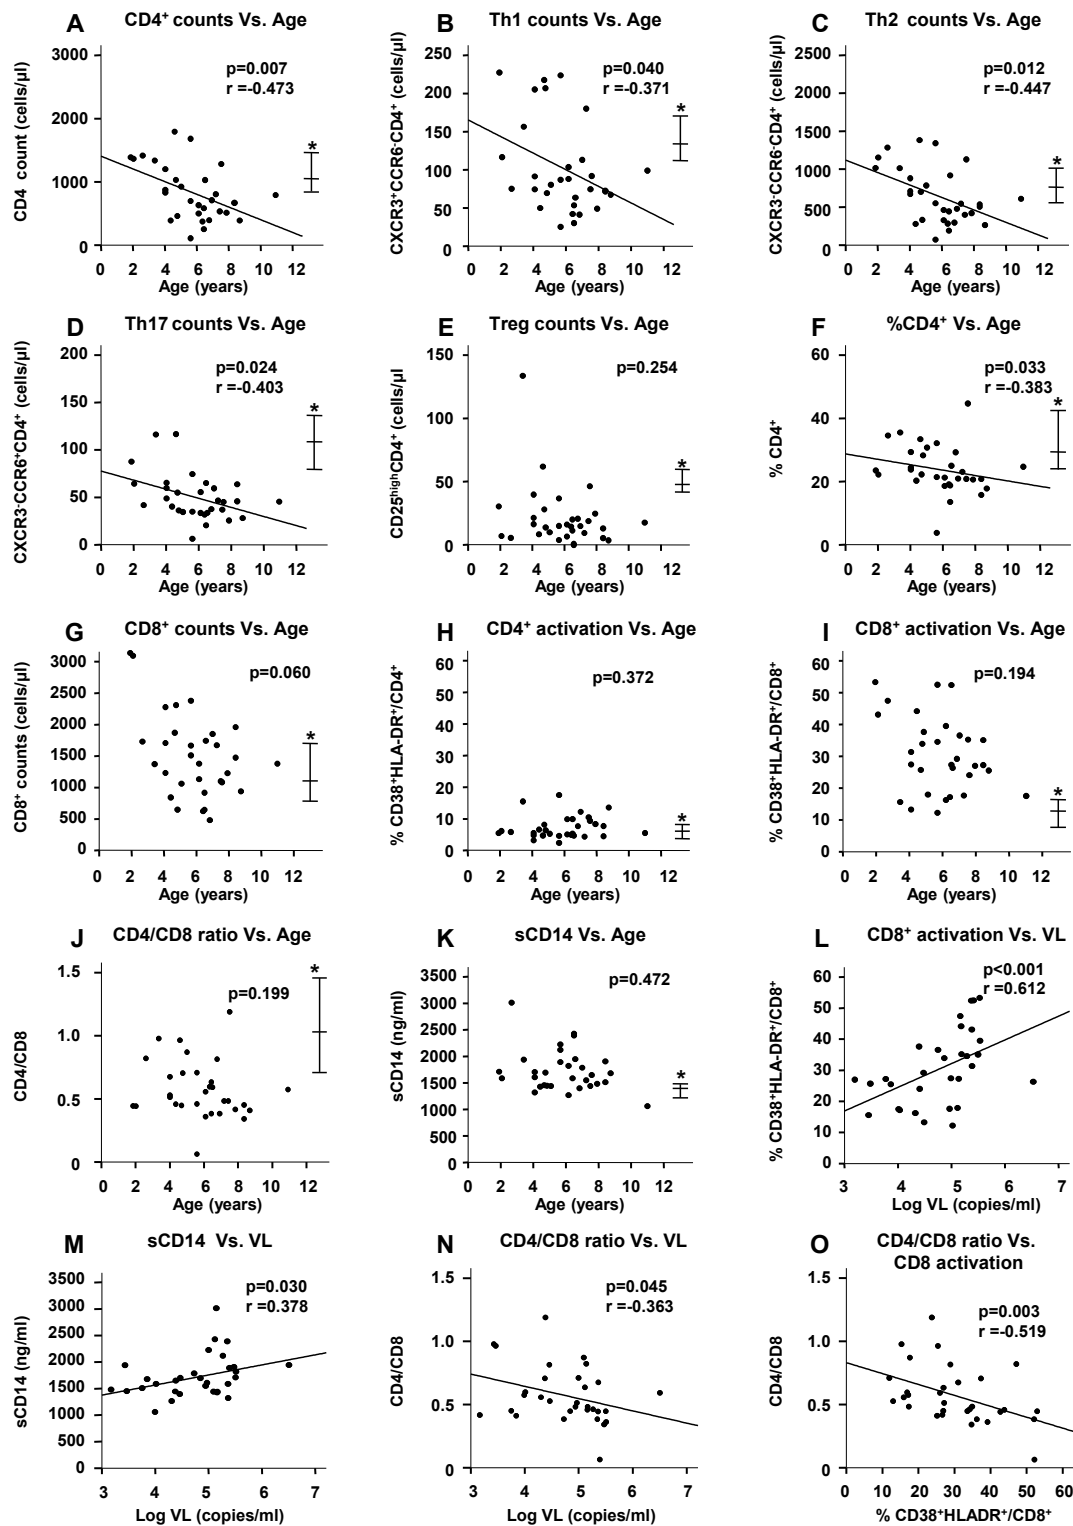 A CD4⁺ counts Vs. Age
CD4 count (cells/µl)
3000
2000
1000
0
p=0.007
r =-0.473
*
0 2 4 6 8 10 12
Age (years)
B Th1 counts Vs. Age
CXCR3⁺CCR6⁻CD4⁺ (cells/µl)
250
200
150
100
50
0
p=0.040
r =-0.371
*
0 2 4 6 8 10 12
Age (years)
C Th2 counts Vs. Age
CXCR3⁻CCR6⁻CD4⁺ (cells/µl)
2500
2000
1500
1000
500
0
p=0.012
r =-0.447
*
0 2 4 6 8 10 12
Age (years)
D Th17 counts Vs. Age
CXCR3⁻CCR6⁺CD4⁺ (cells/µl)
200
150
100
50
0
p=0.024
r =-0.403
*
0 2 4 6 8 10 12
Age (years)
E Treg counts Vs. Age
CD25ʰⁱᵍʰCD4⁺ (cells/µl
150
100
50
0
p=0.254
*
0 2 4 6 8 10 12
Age (years)
F %CD4⁺ Vs. Age
% CD4⁺
60
40
20
0
p=0.033
r =-0.383
*
0 2 4 6 8 10 12
Age (years)
G CD8⁺ counts Vs. Age
CD8⁺ counts (cells/µl)
3000
2500
2000
1500
1000
500
0
p=0.060
*
0 2 4 6 8 10 12
Age (years)
H CD4⁺ activation Vs. Age
% CD38⁺HLA-DR⁺/CD4⁺
60
50
40
30
20
10
0
p=0.372
*
0 2 4 6 8 10 12
Age (years)
I CD8⁺ activation Vs. Age
% CD38⁺HLA-DR⁺/CD8⁺
60
50
40
30
20
10
0
p=0.194
*
0 2 4 6 8 10 12
Age (years)
J CD4/CD8 ratio Vs. Age
CD4/CD8
1.5
1.0
0.5
0
p=0.199
*
0 2 4 6 8 10 12
Age (years)
K sCD14 Vs. Age
sCD14 (ng/ml)
3500
3000
2500
2000
1500
1000
500
0
p=0.472
*
0 2 4 6 8 10 12
Age (years)
L CD8⁺ activation Vs. VL
% CD38⁺HLA-DR⁺/CD8⁺
60
50
40
30
20
10
0
p<0.001
r =0.612
3 4 5 6 7
Log VL (copies/ml)
M sCD14 Vs. VL
sCD14 (ng/ml)
3500
3000
2500
2000
1500
1000
500
0
p=0.030
r =0.378
3 4 5 6 7
Log VL (copies/ml)
N CD4/CD8 ratio Vs. VL
CD4/CD8
1.5
1.0
0.5
0
p=0.045
r =-0.363
3 4 5 6 7
Log VL (copies/ml)
O CD4/CD8 ratio Vs.
CD8 activation
CD4/CD8
1.5
1.0
0.5
0
p=0.003
r =-0.519
0 10 20 30 40 50 60
% CD38⁺HLADR⁺/CD8⁺